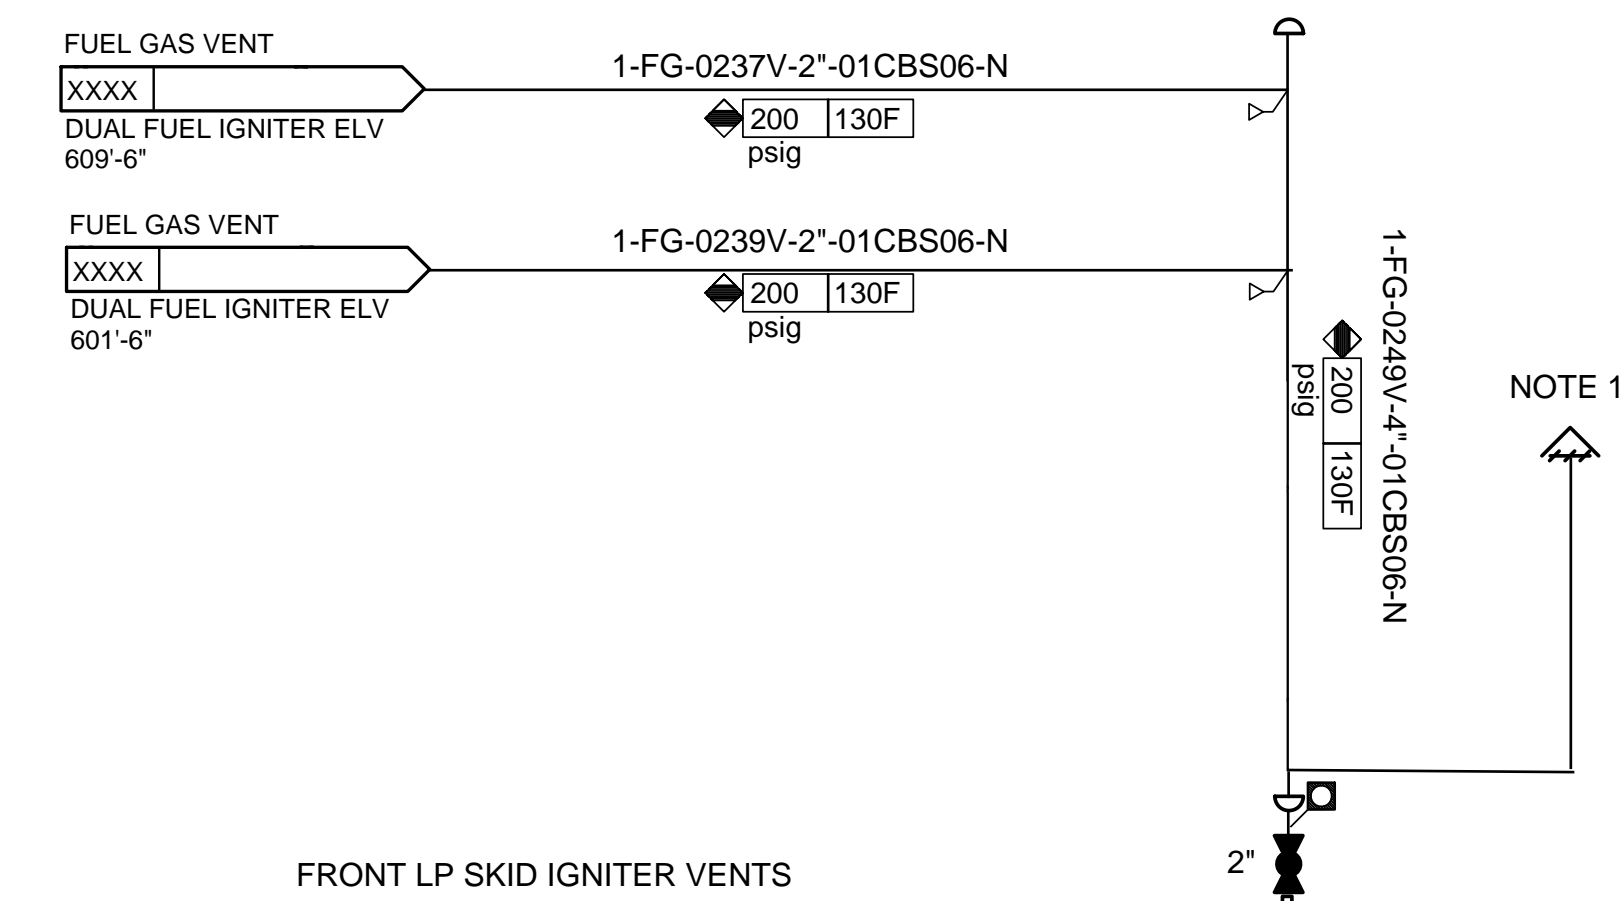 FUEL GAS VENT
XXXX
DUAL FUEL IGNITER ELV
609'-6"
1-FG-0237V-2"-01CBS06-N
200 130F
psig
FUEL GAS VENT
XXXX
DUAL FUEL IGNITER ELV
601'-6"
1-FG-0239V-2"-01CBS06-N
200 130F
psig
1-FG-0249V-4"-01CBS06-N
200 130F
psig
NOTE 1
2"
FRONT LP SKID IGNITER VENTS